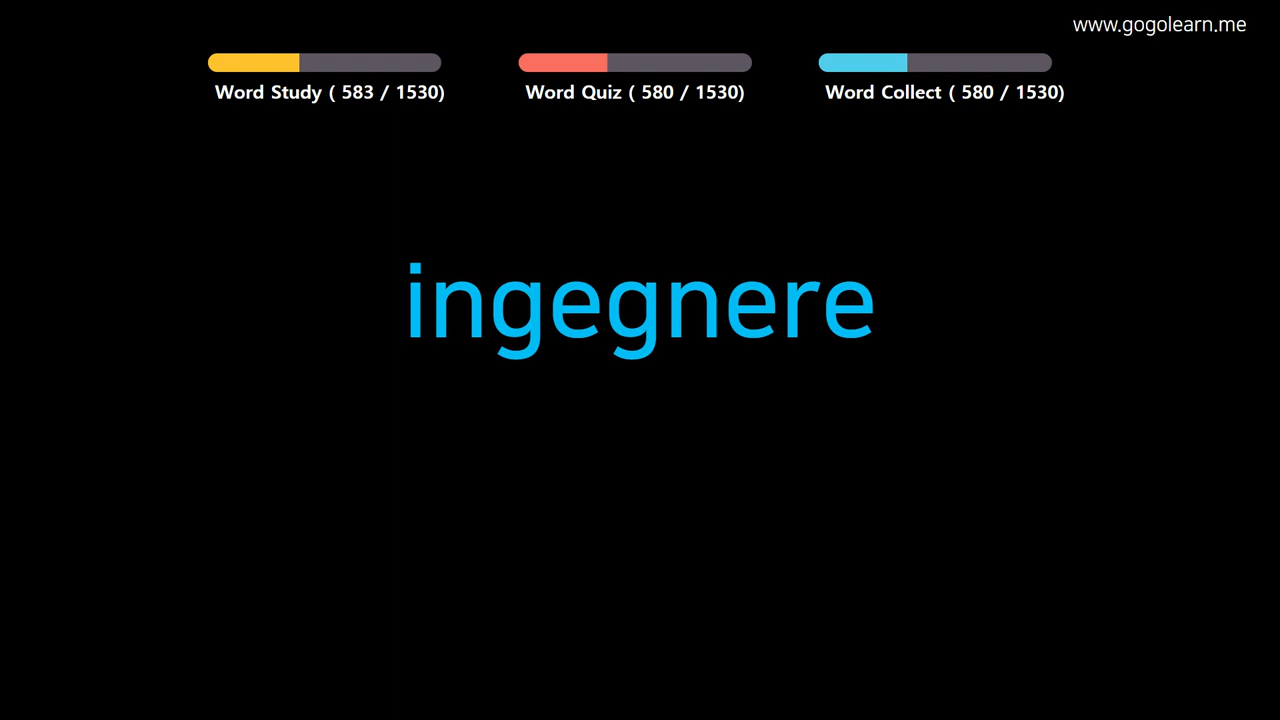 www.gogolearn.me
Word Study ( 583 / 1530)
Word Quiz ( 580 / 1530)
Word Collect ( 580 / 1530)
ingegnere